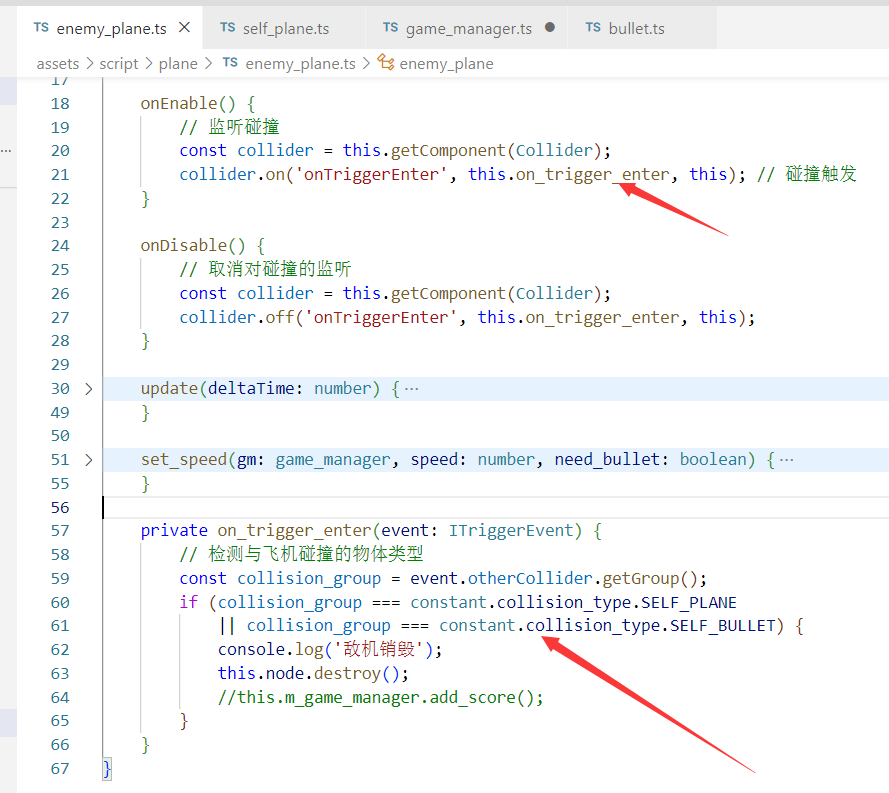 TS enemy_plane.ts × TS self_plane.ts TS game_manager.ts ● TS bullet.ts
assets > script > plane > TS enemy_plane.ts > enemy_plane
17
18 onEnable() {
19 // 监听碰撞
20 const collider = this.getComponent(Collider);
21 collider.on('onTriggerEnter', this.on_trigger_enter, this); // 碰撞触发
22 }
23
24 onDisable() {
25 // 取消对碰撞的监听
26 const collider = this.getComponent(Collider);
27 collider.off('onTriggerEnter', this.on_trigger_enter, this);
28 }
29
30 > update(deltaTime: number) { ⋯
49 }
50
51 > set_speed(gm: game_manager, speed: number, need_bullet: boolean) { ⋯
55 }
56
57 private on_trigger_enter(event: ITriggerEvent) {
58 // 检测与飞机碰撞的物体类型
59 const collision_group = event.otherCollider.getGroup();
60 if (collision_group === constant.collision_type.SELF_PLANE
61 || collision_group === constant.collision_type.SELF_BULLET) {
62 console.log('敌机销毁');
63 this.node.destroy();
64 //this.m_game_manager.add_score();
65 }
66 }
67 }